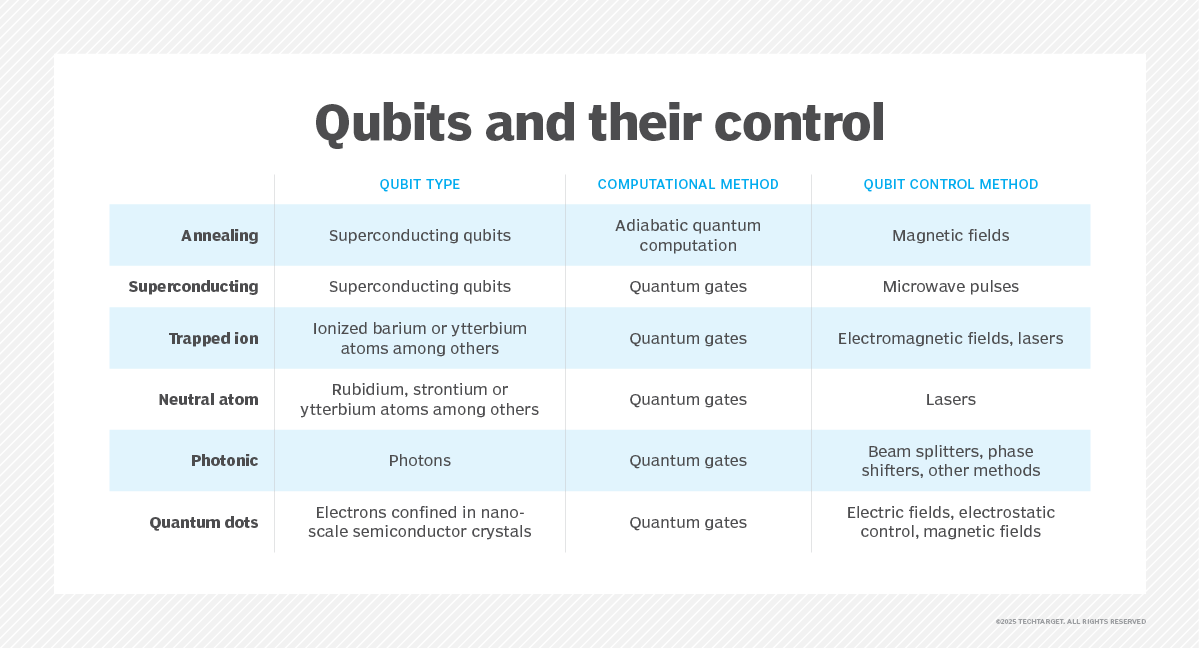 Qubits and their control
QUBIT TYPE COMPUTATIONAL METHOD QUBIT CONTROL METHOD
Annealing
Superconducting qubits
Adiabatic quantum
computation
Magnetic fields
Superconducting
Superconducting qubits
Quantum gates
Microwave pulses
Trapped ion
Ionized barium or ytterbium
atoms among others
Quantum gates
Electromagnetic fields, lasers
Neutral atom
Rubidium, strontium or
ytterbium atoms among others
Quantum gates
Lasers
Photonic
Photons
Quantum gates
Beam splitters, phase
shifters, other methods
Quantum dots
Electrons confined in nano-
scale semiconductor crystals
Quantum gates
Electric fields, electrostatic
control, magnetic fields
©2025 TECHTARGET. ALL RIGHTS RESERVED